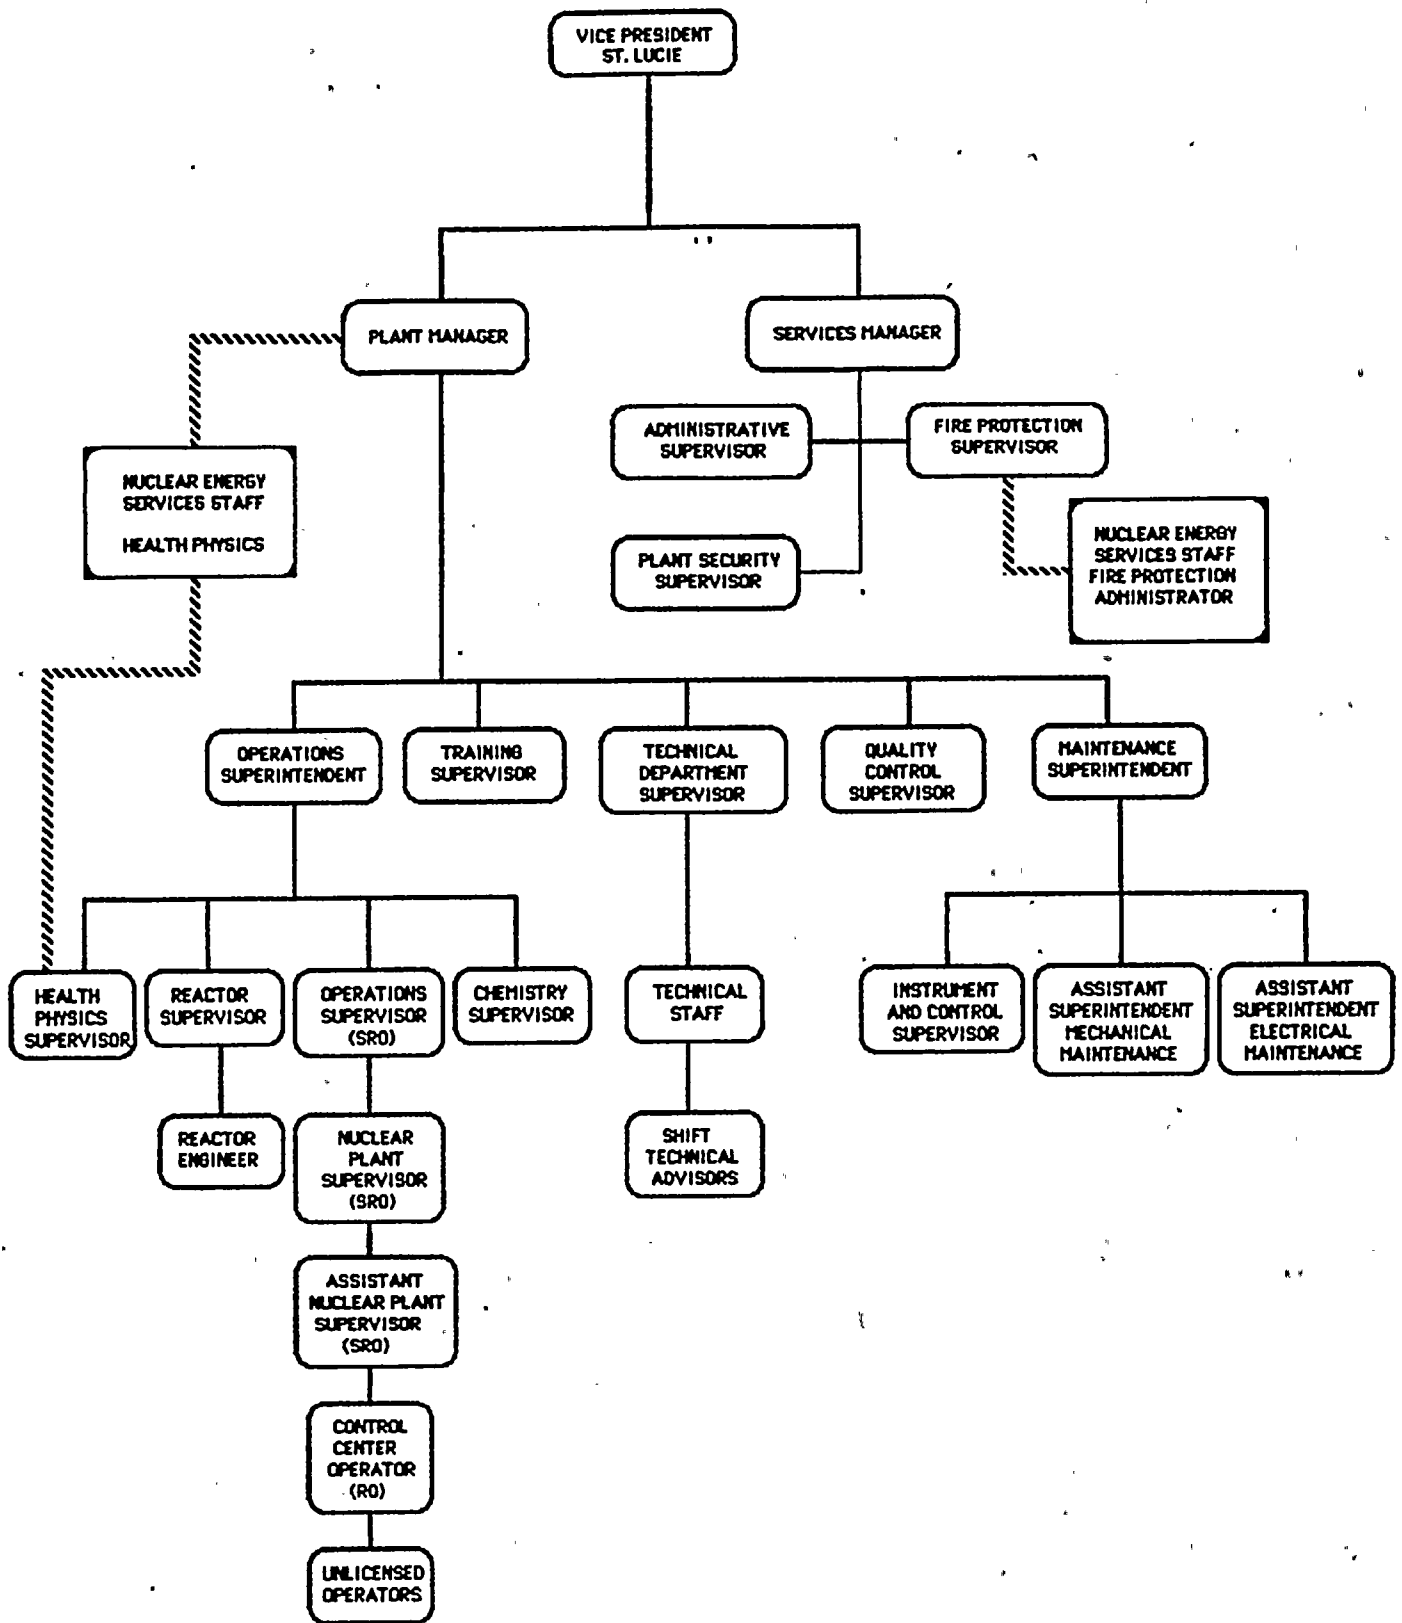 VICE PRESIDENT
ST. LUCIE
PLANT MANAGER
SERVICES MANAGER
ADMINISTRATIVE
SUPERVISOR
FIRE PROTECTION
SUPERVISOR
NUCLEAR ENERGY
SERVICES STAFF
HEALTH PHYSICS
PLANT SECURITY
SUPERVISOR
NUCLEAR ENERGY
SERVICES STAFF
FIRE PROTECTION
ADMINISTRATOR
OPERATIONS
SUPERINTENDENT
TRAINING
SUPERVISOR
TECHNICAL
DEPARTMENT
SUPERVISOR
QUALITY
CONTROL
SUPERVISOR
MAINTENANCE
SUPERINTENDENT
HEALTH
PHYSICS
SUPERVISOR
REACTOR
SUPERVISOR
OPERATIONS
SUPERVISOR
(SRO)
CHEMISTRY
SUPERVISOR
TECHNICAL
STAFF
INSTRUMENT
AND CONTROL
SUPERVISOR
ASSISTANT
SUPERINTENDENT
MECHANICAL
MAINTENANCE
ASSISTANT
SUPERINTENDENT
ELECTRICAL
MAINTENANCE
REACTOR
ENGINEER
NUCLEAR
PLANT
SUPERVISOR
(SRO)
SHIFT
TECHNICAL
ADVISORS
ASSISTANT
NUCLEAR PLANT
SUPERVISOR
(SRO)
CONTROL
CENTER
OPERATOR
(RO)
UNLICENSED
OPERATORS